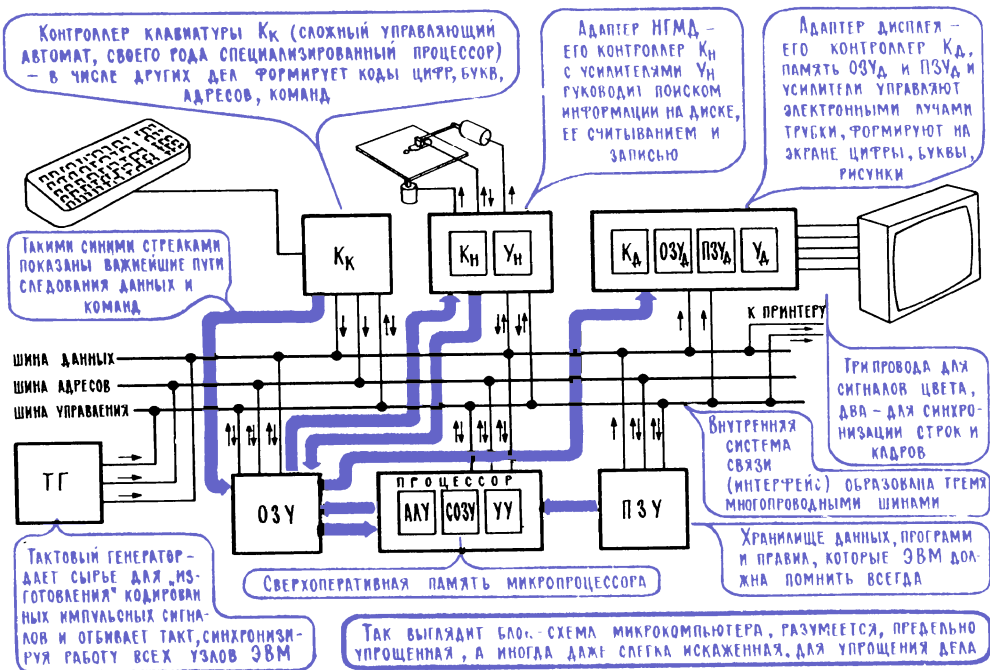 Контроллер клавиатуры Кк (сложный управляющий
автомат, своего рода специализированный процессор)
– в числе других дел формирует коды цифр, букв,
адресов, команд
Адаптер НГМД –
его контроллер Кн
с усилителями Ун
руководит поиском
информации на диске,
ее считыванием и
записью
Адаптер дисплея –
его контроллер Кд,
память ОЗУд и ПЗУд и
усилители управляют
электронными лучами
трубки, формируют на
экране цифры, буквы,
рисунки
Такими синими стрелками
показаны важнейшие пути
следования данных и
команд
Кк
Кн
Ун
Кд
ОЗУд
ПЗУд
Уд
к принтеру
шина данных
шина адресов
шина управления
Три провода для
сигналов цвета,
два – для синхро-
низации строк и
кадров
Внутренняя
система
связи
(интерфейс) образована тремя
многопроводными шинами
ТГ
ОЗУ
процессор
АЛУ
СОЗУ
УУ
ПЗУ
Тактовый генератор –
дает сырье для „из-
готовления" кодирован
ных импульсных сигна-
лов и отбивает такт, синхронизи-
руя работу всех узлов ЭВМ
Сверхоперативная память микропроцессора
Хранилище данных, программ
и правил, которые ЭВМ дол-
жна помнить всегда
Так выглядит блок-схема микрокомпьютера, разумеется, предельно
упрощенная, а иногда даже слегка искаженная для упрощения дела